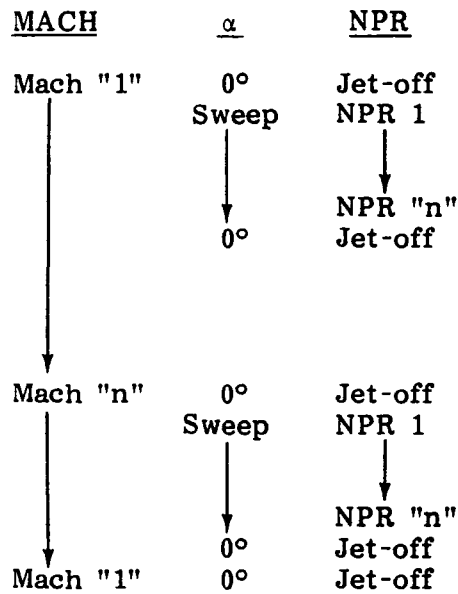 MACH α NPR
Mach "1" 0° Jet-off
Sweep NPR 1
NPR "n"
0° Jet-off
Mach "n" 0° Jet-off
Sweep NPR 1
NPR "n"
0° Jet-off
Mach "1" 0° Jet-off